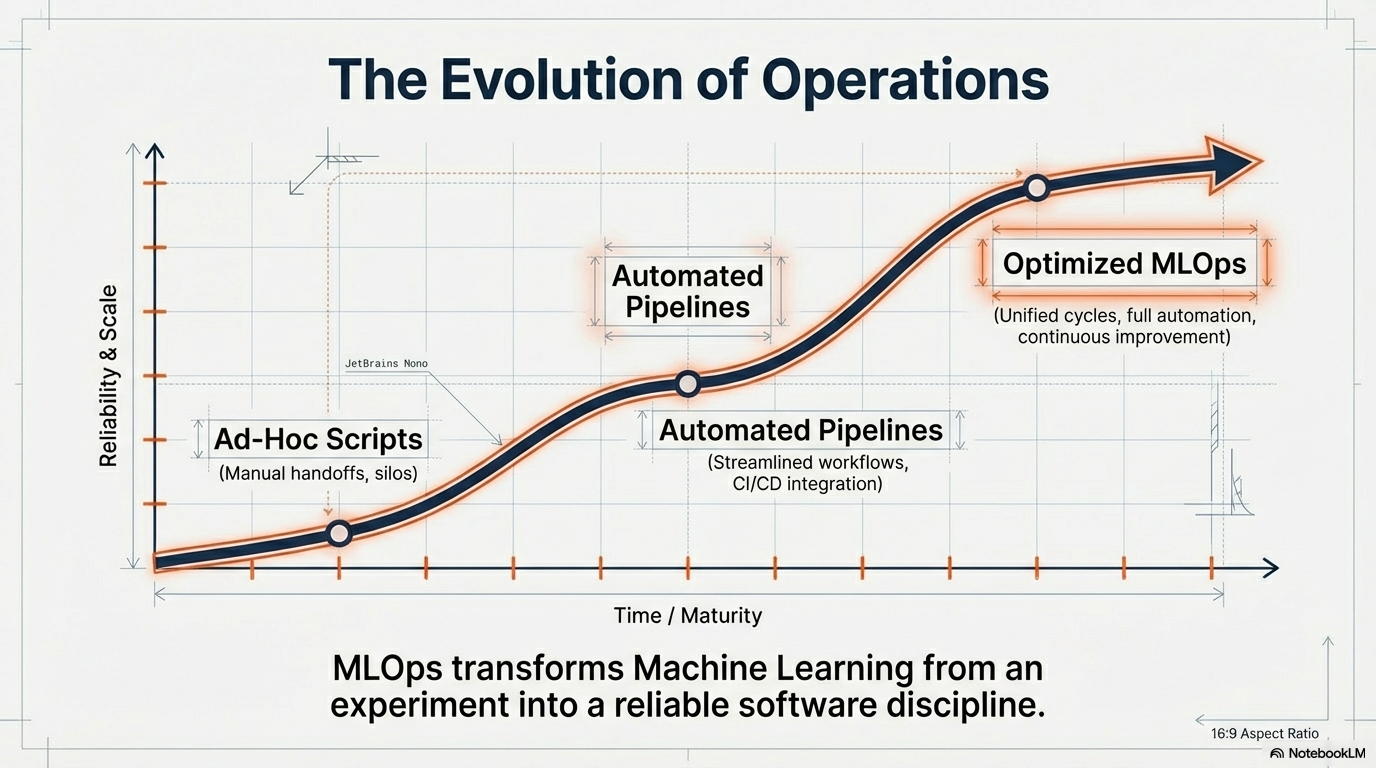 The Evolution of Operations
Reliability & Scale
Automated
Pipelines
Optimized MLOps
(Unified cycles, full automation,
continuous improvement)
JetBrains Nono
Ad-Hoc Scripts
(Manual handoffs, silos)
Automated Pipelines
(Streamlined workflows,
CI/CD integration)
Time / Maturity
MLOps transforms Machine Learning from an
experiment into a reliable software discipline.
16:9 Aspect Ratio
NotebookLM